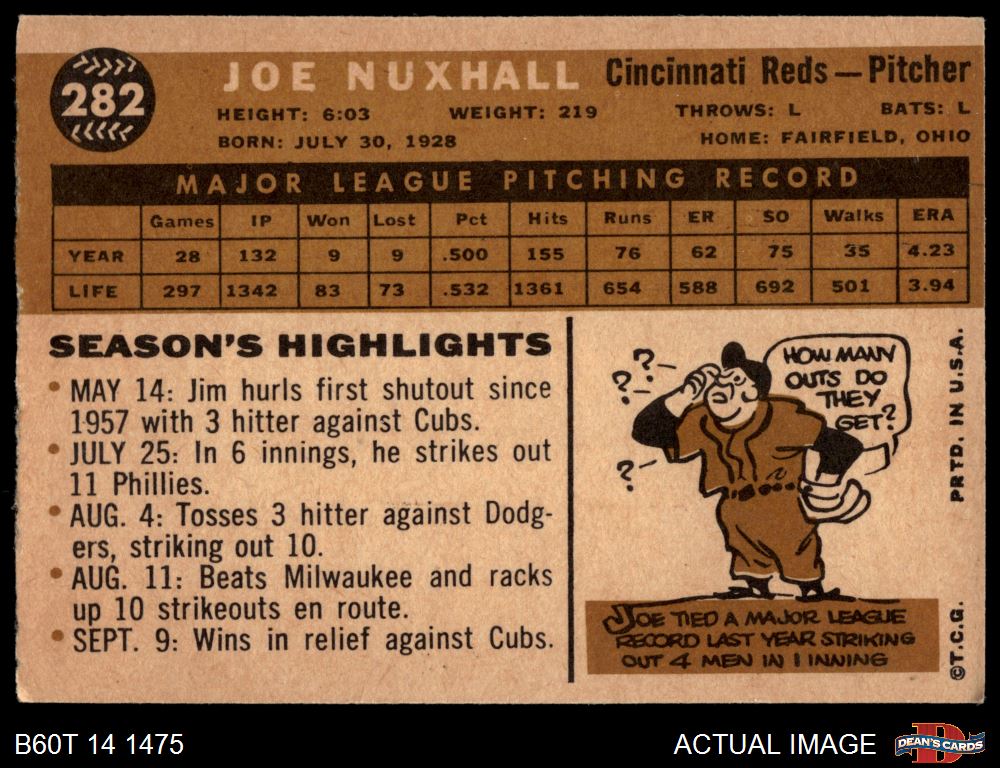 282
JOE NUXHALL Cincinnati Reds — Pitcher
HEIGHT: 6:03 WEIGHT: 219 THROWS: L BATS: L
BORN: JULY 30, 1928 HOME: FAIRFIELD, OHIO
MAJOR LEAGUE PITCHING RECORD
Games IP Won Lost Pct Hits Runs ER SO Walks ERA
YEAR 28 132 9 9 .500 155 76 62 75 35 4.23
LIFE 297 1342 83 73 .532 1361 654 588 692 501 3.94
SEASON'S HIGHLIGHTS
• MAY 14: Jim hurls first shutout since
1957 with 3 hitter against Cubs.
• JULY 25: In 6 innings, he strikes out
11 Phillies.
• AUG. 4: Tosses 3 hitter against Dodg-
ers, striking out 10.
• AUG. 11: Beats Milwaukee and racks
up 10 strikeouts en route.
• SEPT. 9: Wins in relief against Cubs.
?
?
?
HOW MANY
OUTS DO
THEY
GET?
JOE TIED A MAJOR LEAGUE
RECORD LAST YEAR STRIKING
OUT 4 MEN IN 1 INNING
©T.C.G. PRTD. IN U.S.A.
B60T 14 1475
ACTUAL IMAGE
D
DEAN'S CARDS